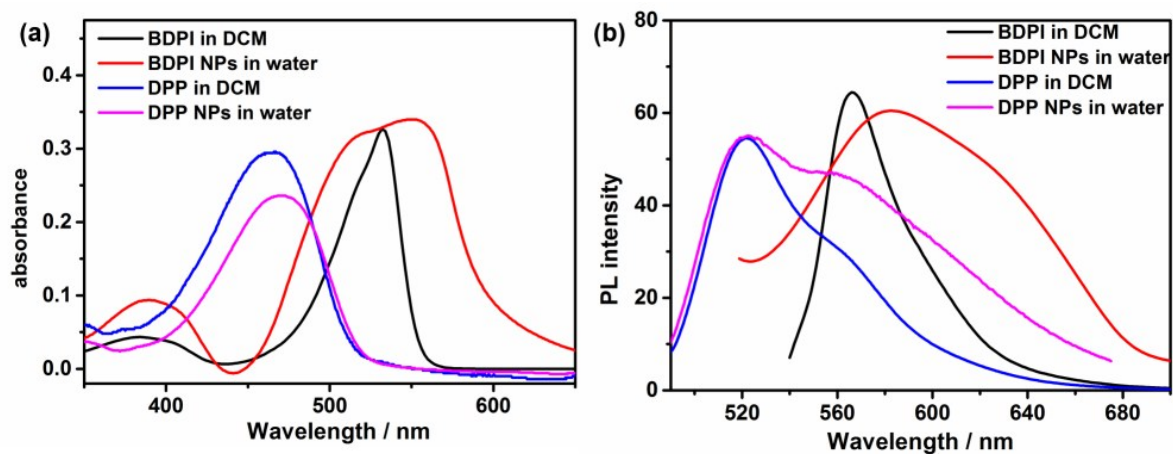 (a)
BDPI in DCM
BDPI NPs in water
DPP in DCM
DPP NPs in water
absorbance
0.4
0.3
0.2
0.1
0.0
400 500 600
Wavelength / nm
(b)
BDPI in DCM
BDPI NPs in water
DPP in DCM
DPP NPs in water
PL intensity
80
60
40
20
0
520 560 600 640 680
Wavelength / nm